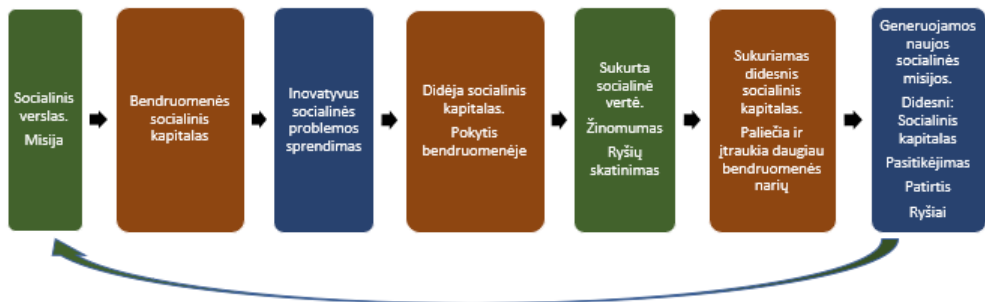 Socialinis
verslas.
Misija
Bendruomenės
socialinis
kapitalas
Inovatyvus
socialinės
problemos
sprendimas
Didėja socialinis
kapitalas.
Pokytis
bendruomenėje
Sukurta
socialinė
vertė.
Žinomumas
Ryšių
skatinimas
Sukuriamas
didesnis
socialinis
kapitalas.
Paliečia ir
įtraukia daugiau
bendruomenės
narių
Generuojamos
naujos
socialinės
misijos.
Didesni:
Socialinis
kapitalas
Pasitikėjimas
Patirtis
Ryšiai